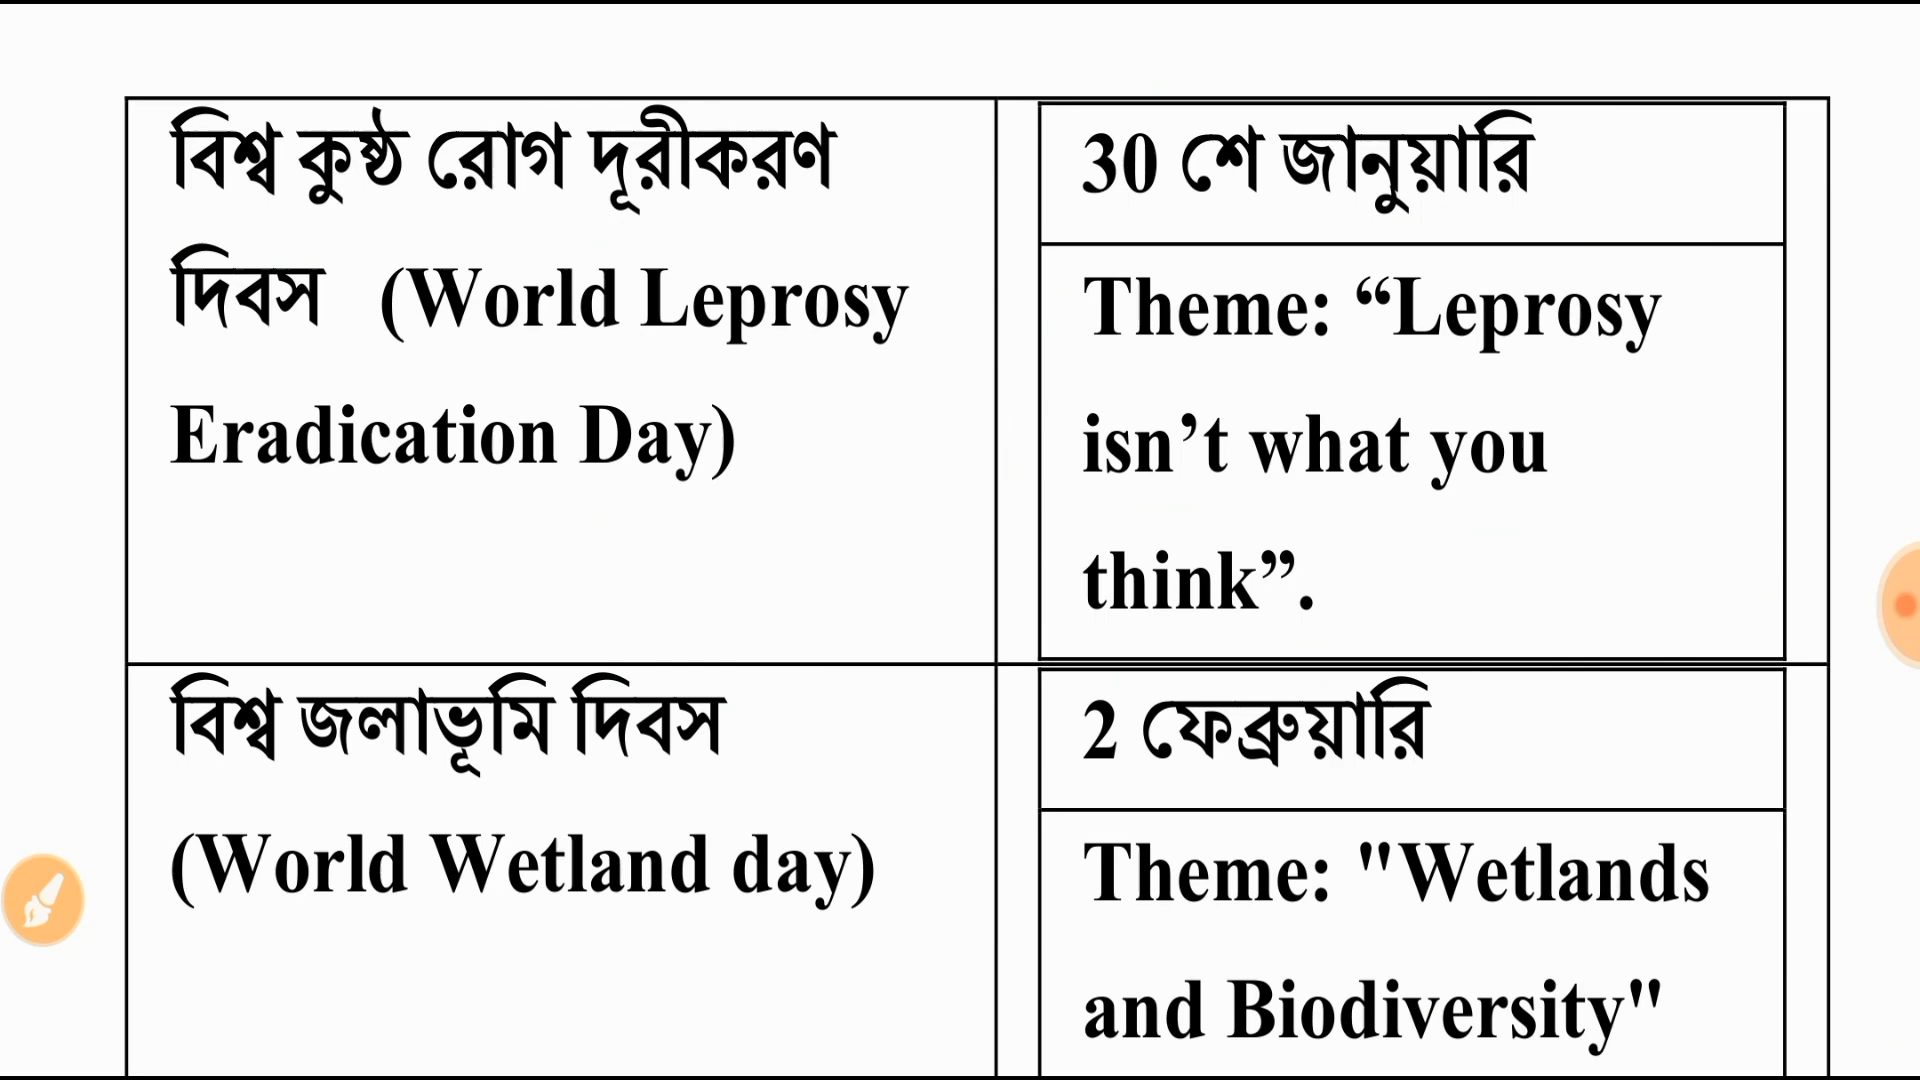 বিশ্ব কুষ্ঠ রোগ দূরীকরণ
দিবস (World Leprosy
Eradication Day)
30 শে জানুয়ারি
Theme: “Leprosy
isn’t what you
think”.
বিশ্ব জলাভূমি দিবস
(World Wetland day)
2 ফেব্রুয়ারি
Theme: "Wetlands
and Biodiversity"